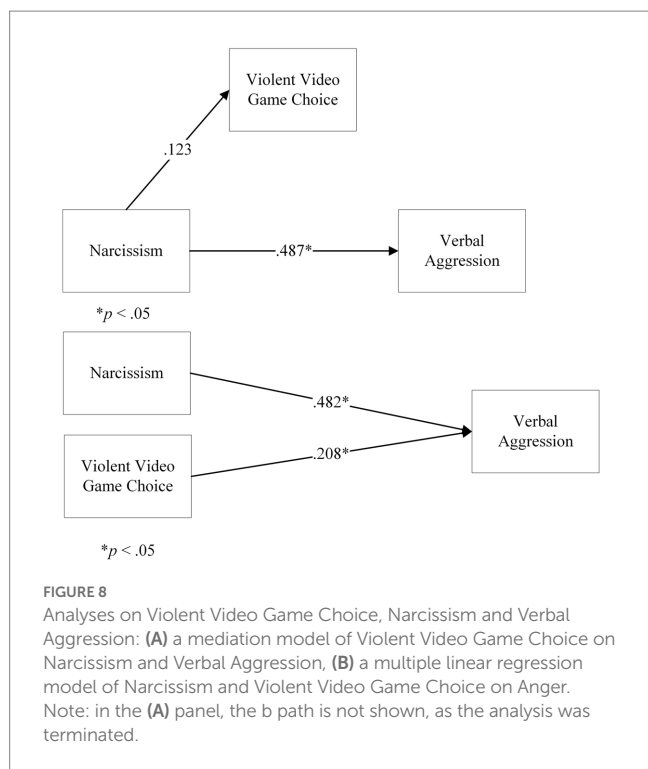 Violent Video
Game Choice
.123
Narcissism
.487*
Verbal
Aggression
*p < .05
Narcissism
.482*
Verbal
Aggression
.208*
Violent Video
Game Choice
*p < .05
FIGURE 8
Analyses on Violent Video Game Choice, Narcissism and Verbal
Aggression: (A) a mediation model of Violent Video Game Choice on
Narcissism and Verbal Aggression, (B) a multiple linear regression
model of Narcissism and Violent Video Game Choice on Anger.
Note: in the (A) panel, the b path is not shown, as the analysis was
terminated.